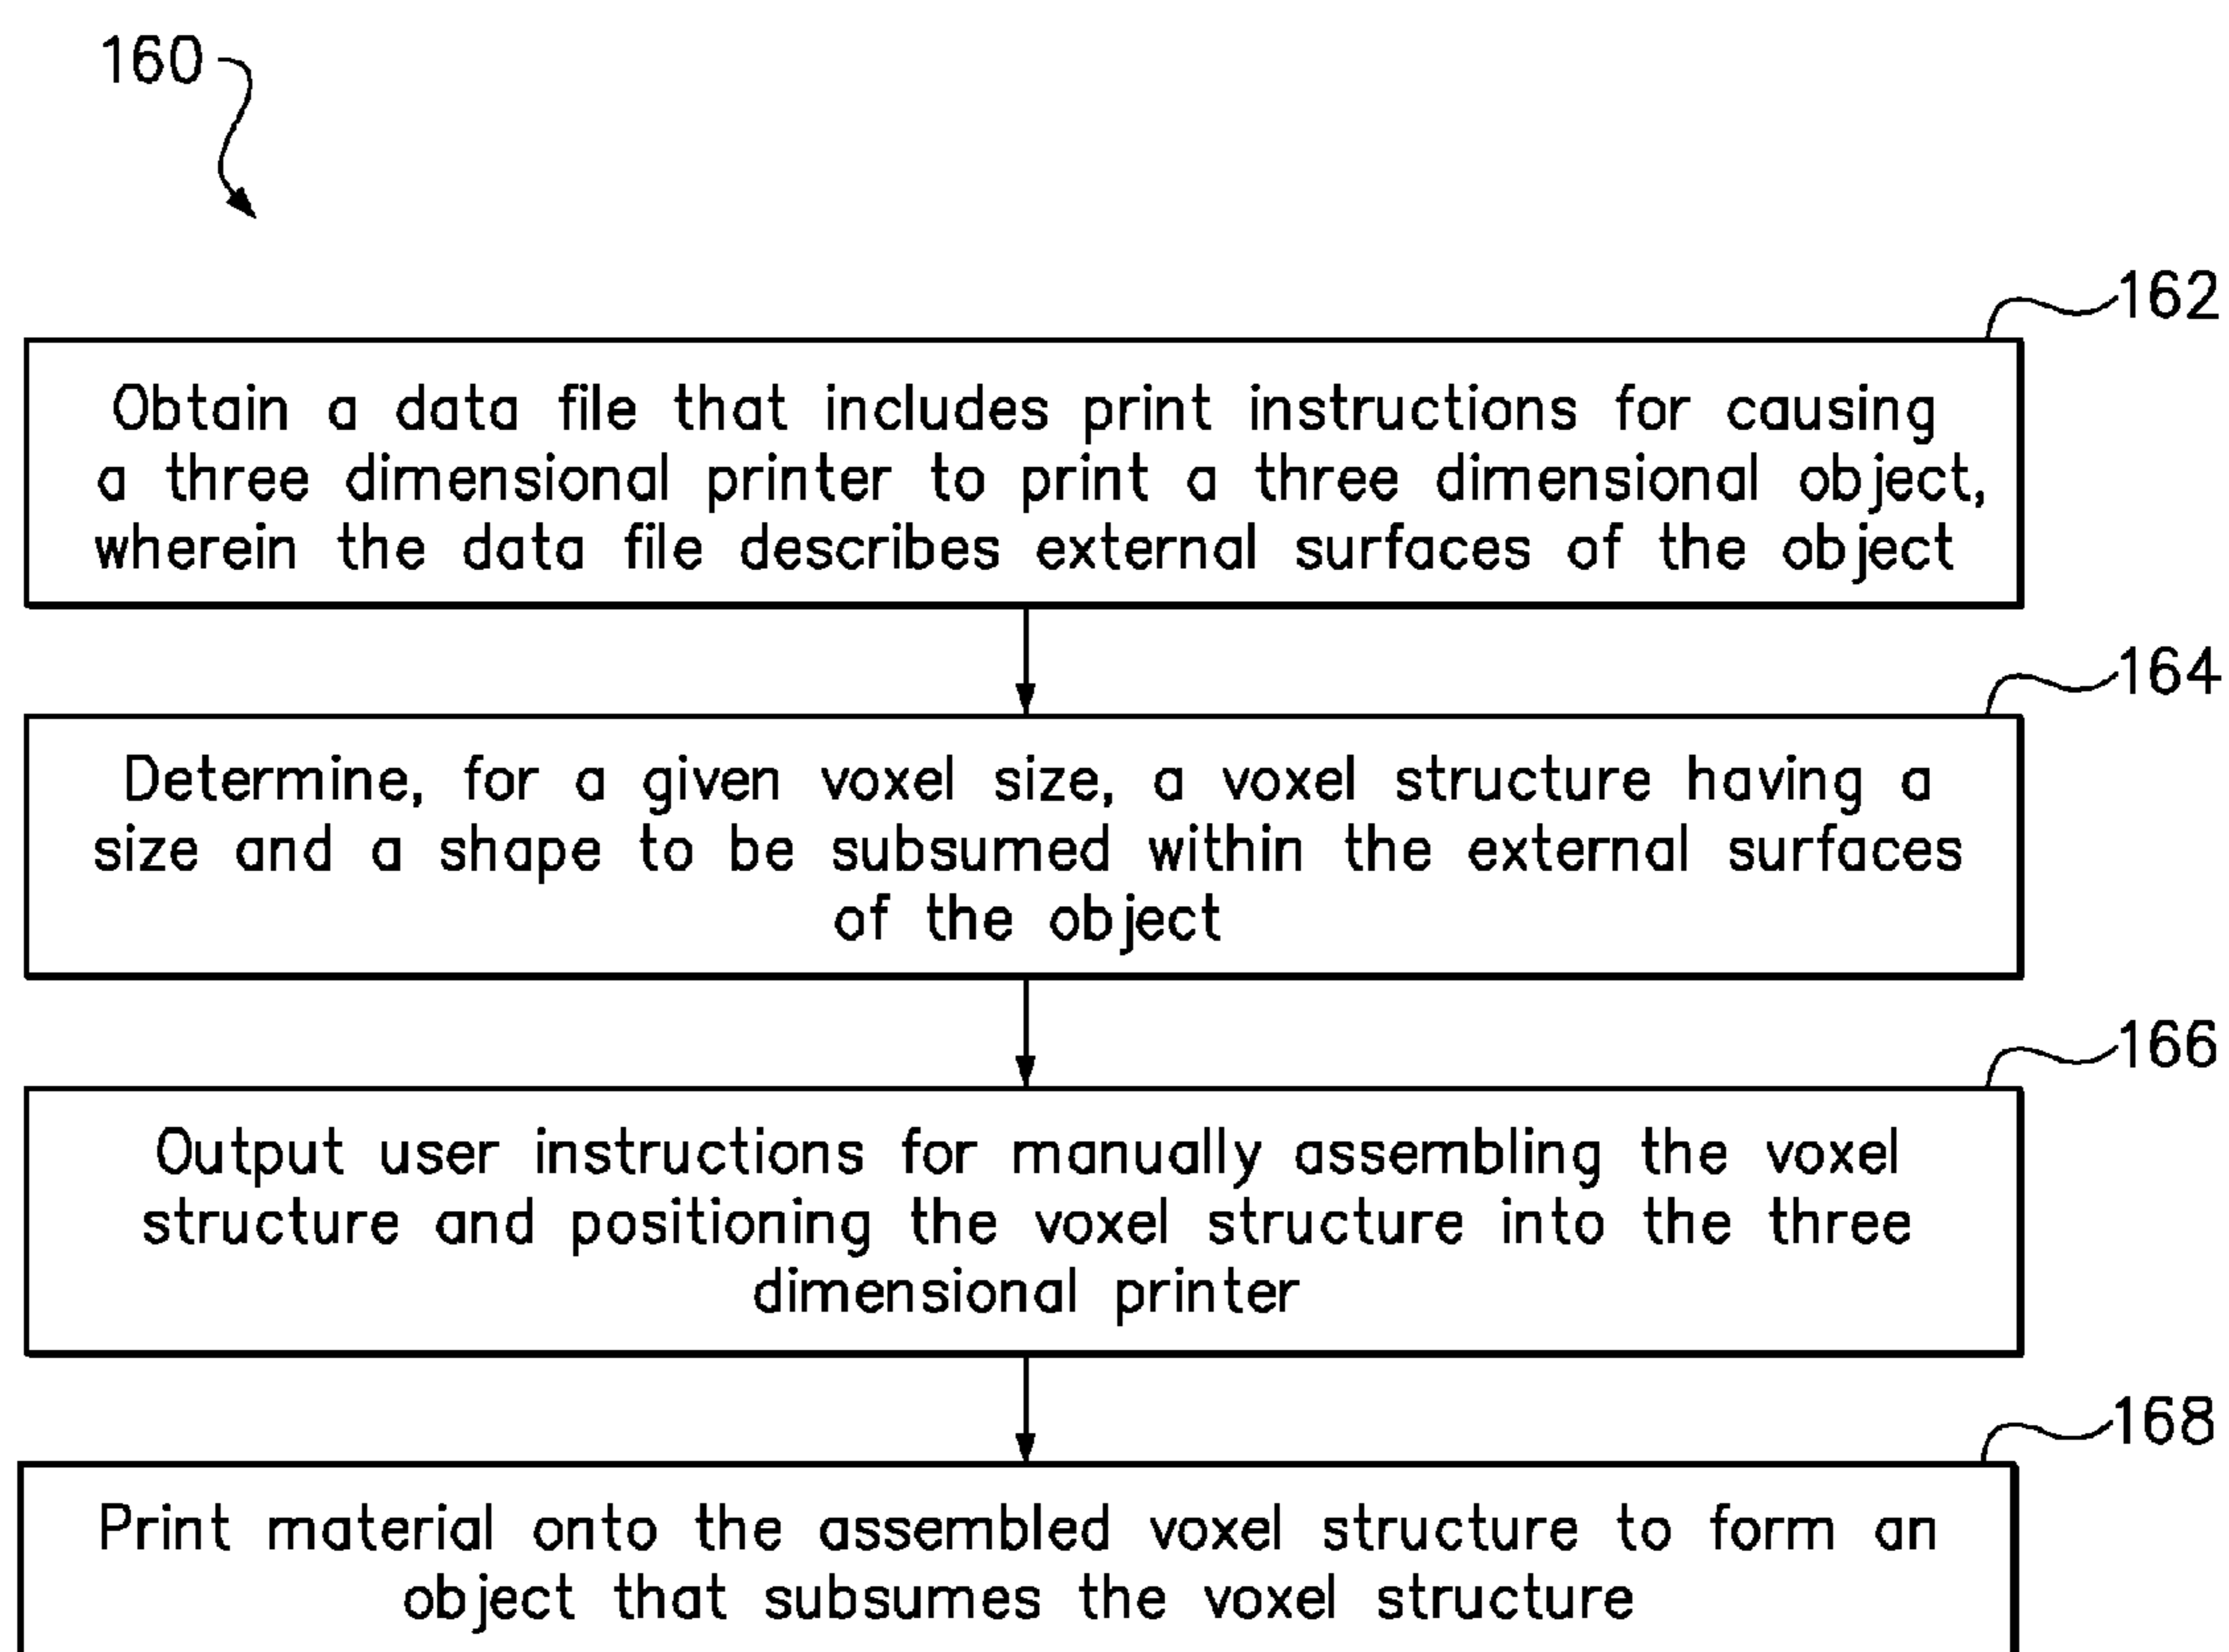 160
162
Obtain a data file that includes print instructions for causing
a three dimensional printer to print a three dimensional object,
wherein the data file describes external surfaces of the object
164
Determine, for a given voxel size, a voxel structure having a
size and a shape to be subsumed within the external surfaces
of the object
166
Output user instructions for manually assembling the voxel
structure and positioning the voxel structure into the three
dimensional printer
168
Print material onto the assembled voxel structure to form an
object that subsumes the voxel structure